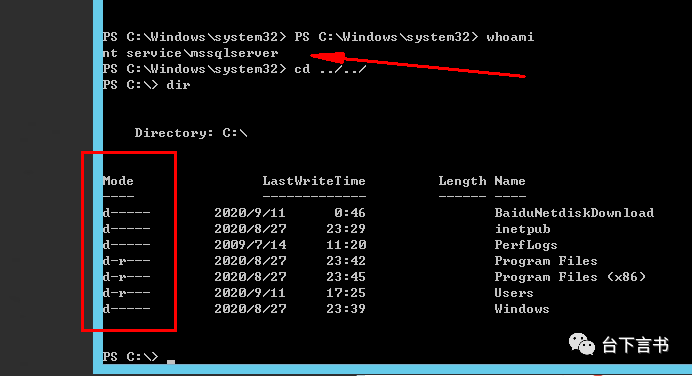 PS C:\Windows\system32> PS C:\Windows\system32> whoami
nt service\mssqlserver
PS C:\Windows\system32> cd ../../
PS C:\> dir
Directory: C:\
Mode LastWriteTime Length Name
---- ------------- ------ ----
d----- 2020/9/11 0:46 BaiduNetdiskDownload
d----- 2020/8/27 23:29 inetpub
d----- 2009/7/14 11:20 PerfLogs
d-r--- 2020/8/27 23:42 Program Files
d-r--- 2020/8/27 23:45 Program Files (x86)
d-r--- 2020/9/11 17:25 Users
d----- 2020/8/27 23:39 Windows
PS C:\> _
台下言书